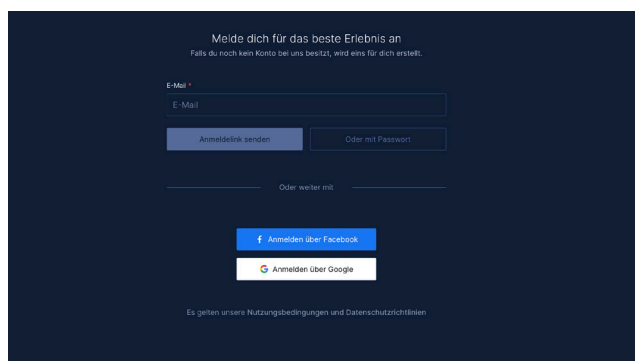 Melde dich für das beste Erlebnis an
Falls du noch kein Konto bei uns besitzt, wird eins für dich erstellt.
E-Mail *
E-Mail
Anmeldelink senden
Oder mit Passwort
Oder weiter mit
Anmelden über Facebook
Anmelden über Google
Es gelten unsere Nutzungsbedingungen und Datenschutzrichtlinien